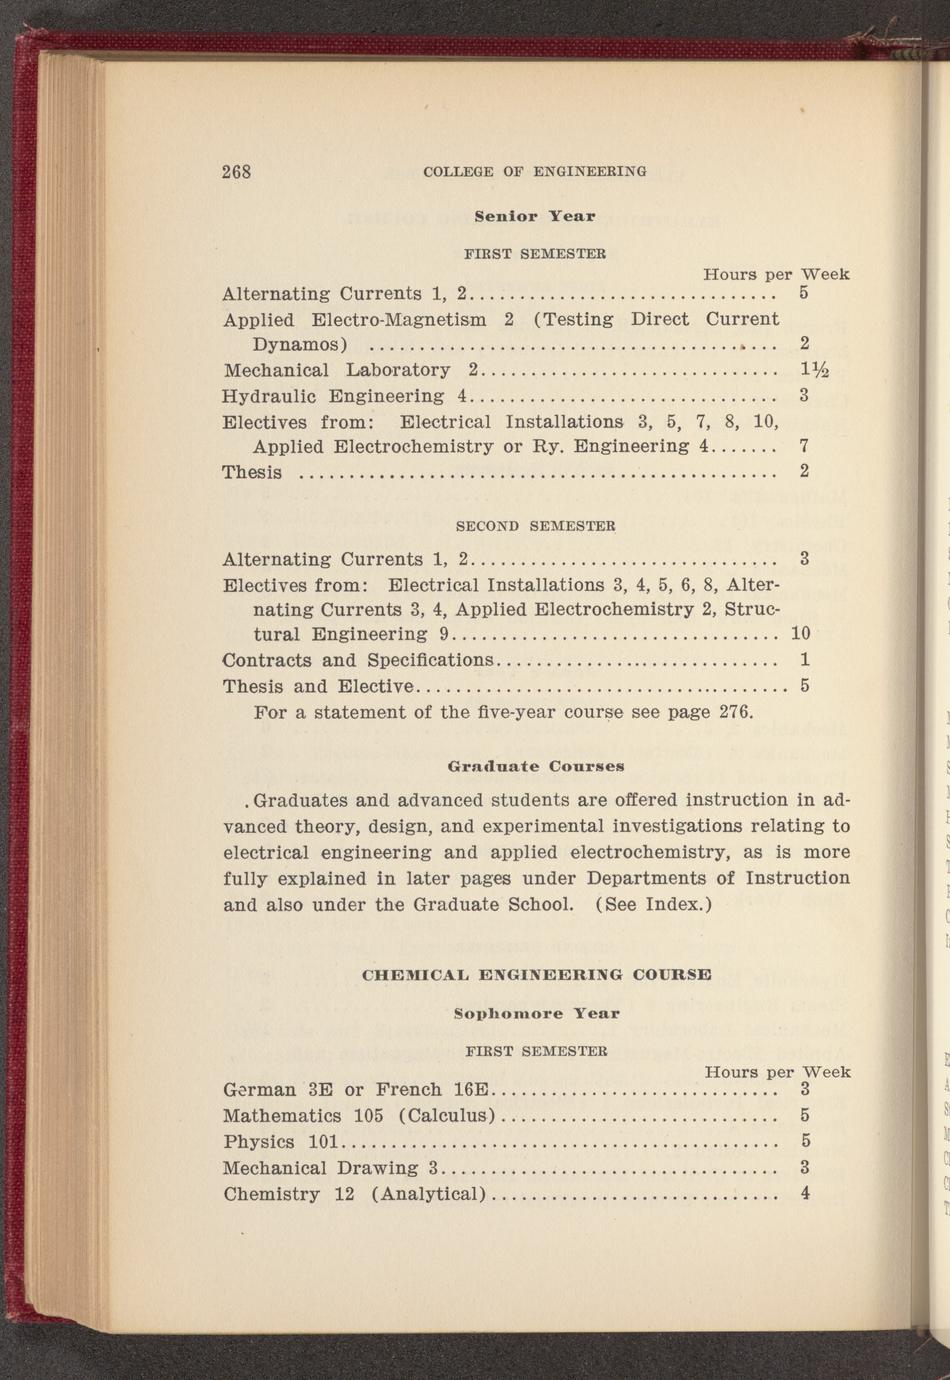 268 COLLEGE OF ENGINEERING
Senior Year
FIRST SEMESTER
Hours per Week
Alternating Currents 1, 2............................... 5
Applied Electro-Magnetism 2 (Testing Direct Current
Dynamos) ......................................... 2
Mechanical Laboratory 2.............................. 1½
Hydraulic Engineering 4............................... 3
Electives from: Electrical Installations 3, 5, 7, 8, 10,
Applied Electrochemistry or Ry. Engineering 4....... 7
Thesis ................................................ 2
SECOND SEMESTER
Alternating Currents 1, 2............................... 3
Electives from: Electrical Installations 3, 4, 5, 6, 8, Alter-
nating Currents 3, 4, Applied Electrochemistry 2, Struc-
tural Engineering 9................................. 10
Contracts and Specifications............................. 1
Thesis and Elective...................................... 5
For a statement of the five-year course see page 276.
Graduate Courses
Graduates and advanced students are offered instruction in ad-
vanced theory, design, and experimental investigations relating to
electrical engineering and applied electrochemistry, as is more
fully explained in later pages under Departments of Instruction
and also under the Graduate School. (See Index.)
CHEMICAL ENGINEERING COURSE
Sophomore Year
FIRST SEMESTER
Hours per Week
German 3E or French 16E............................. 3
Mathematics 105 (Calculus)............................ 5
Physics 101............................................ 5
Mechanical Drawing 3.................................. 3
Chemistry 12 (Analytical)............................. 4